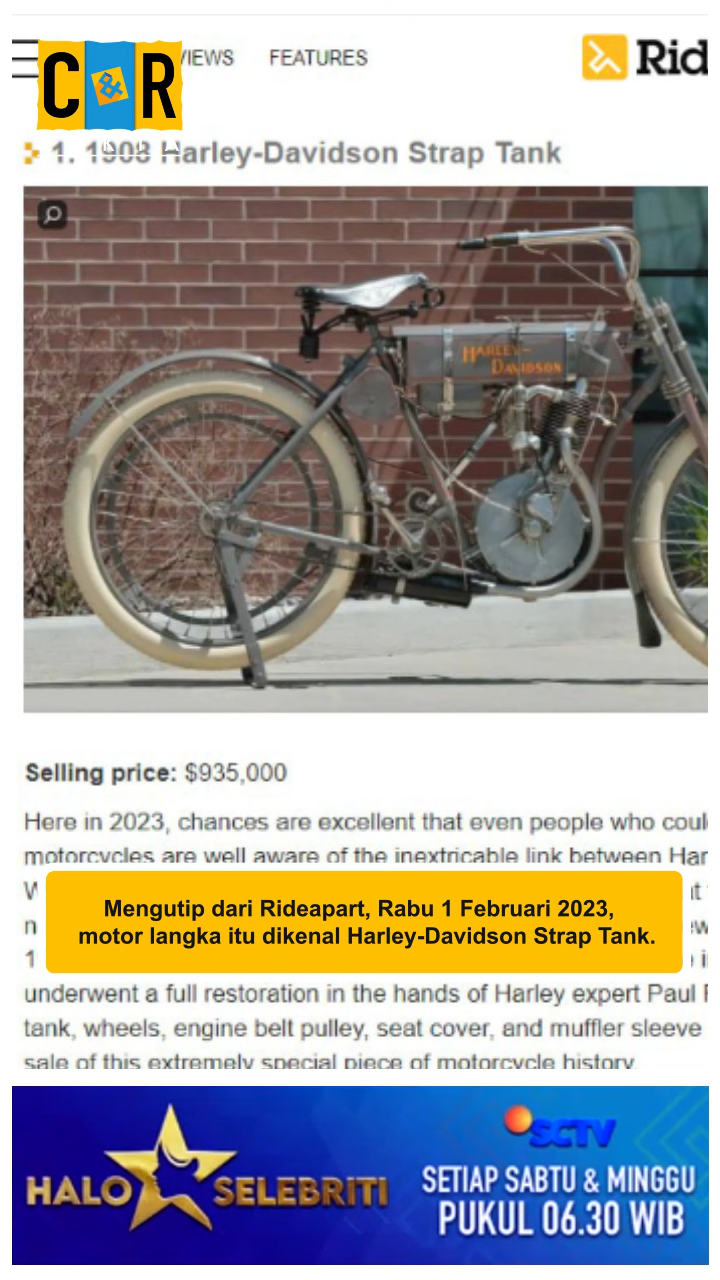 VIEWS FEATURES
Rid
C&R
1. 1908 Harley-Davidson Strap Tank
HARLEY-
DAVIDSON
Selling price: $935,000
Here in 2023, chances are excellent that even people who coul
motorcycles are well aware of the inextricable link between Har
Mengutip dari Rideapart, Rabu 1 Februari 2023,
motor langka itu dikenal Harley-Davidson Strap Tank.
underwent a full restoration in the hands of Harley expert Paul F
tank, wheels, engine belt pulley, seat cover, and muffler sleeve
sale of this extremely special piece of motorcycle history.
HALO SELEBRITI
SCTV
SETIAP SABTU & MINGGU
PUKUL 06.30 WIB